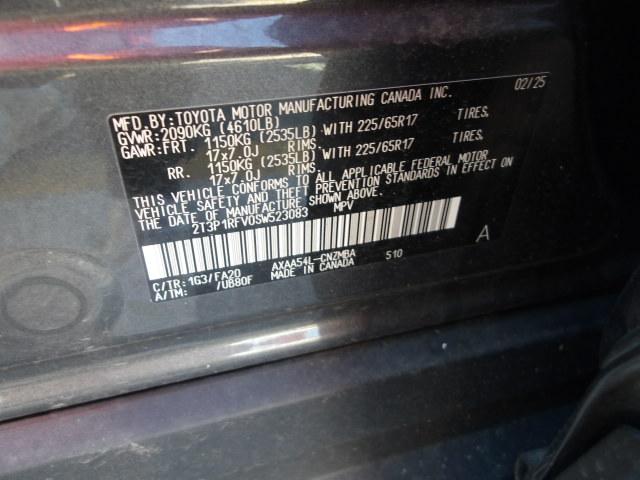 MFD.BY:TOYOTA MOTOR MANUFACTURING CANADA INC. 02/25
GVWR:2090KG (4610LB)
GAWR:FRT. 1150KG (2535LB) WITH 225/65R17 TIRES.
17x7.0J RIMS.
RR. 1150KG (2535LB) WITH 225/65R17 TIRES.
17x7.0J RIMS.
THIS VEHICLE CONFORMS TO ALL APPLICABLE FEDERAL MOTOR
VEHICLE SAFETY AND THEFT PREVENTION STANDARDS IN EFFECT ON
THE DATE OF MANUFACTURE SHOWN ABOVE.
2T3P1RFV0SW523083 MPV
A
C/TR:1G3/FA20 AXAA54L-CNZMBA 510
A/TM: /UB80F MADE IN CANADA